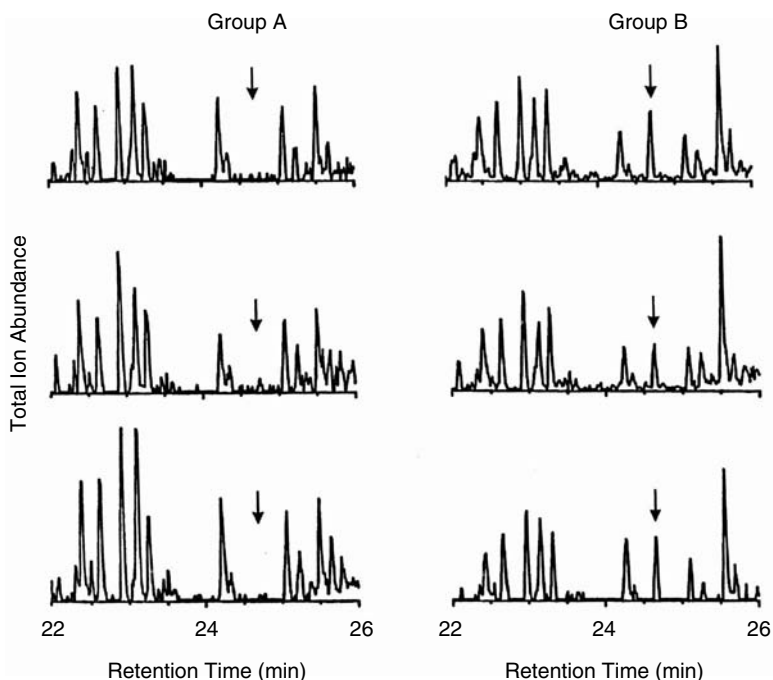 Group A
Group B
Total Ion Abundance
22 24 26
22 24 26
Retention Time (min)
Retention Time (min)